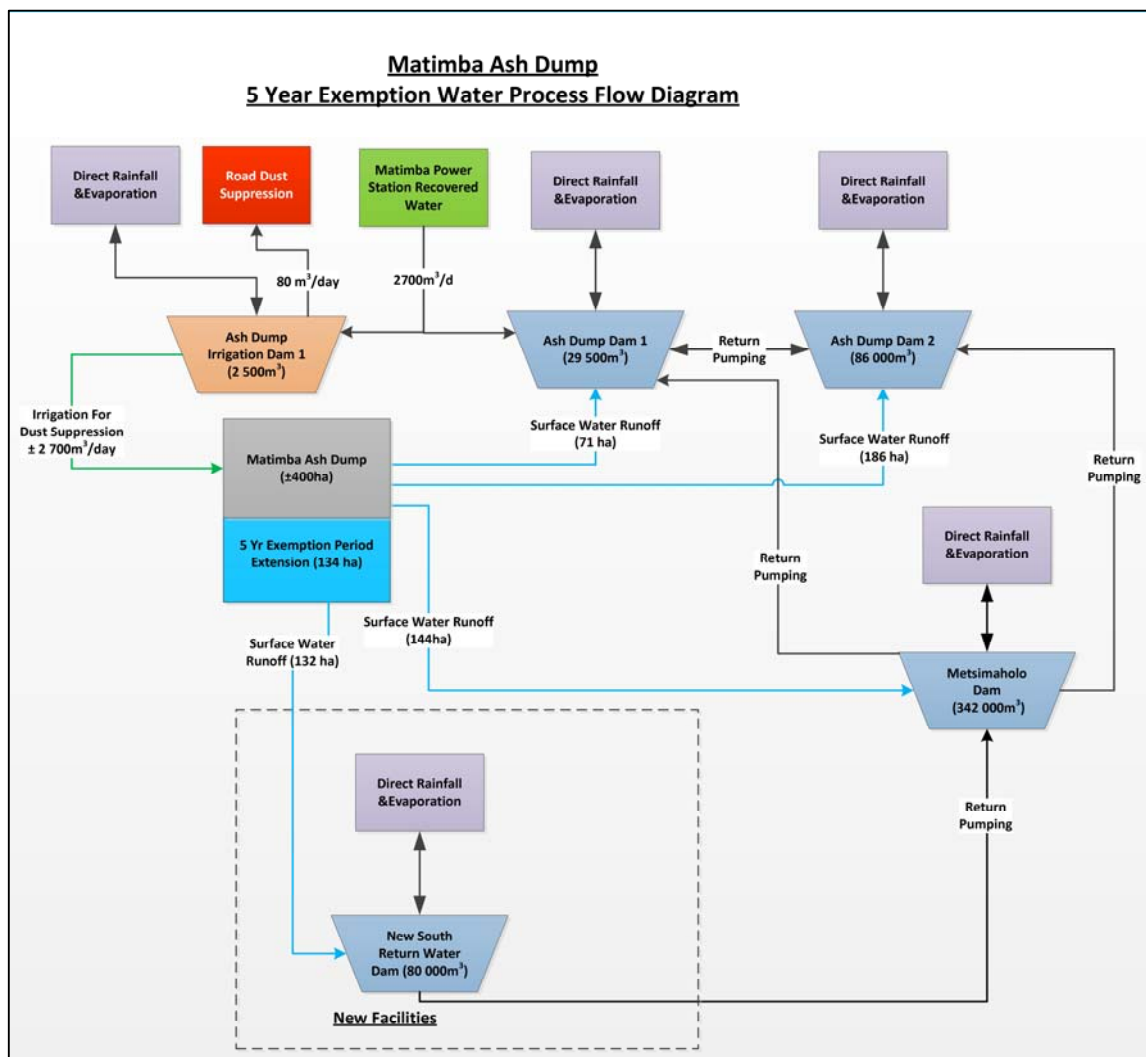 Matimba Ash Dump
5 Year Exemption Water Process Flow Diagram
Direct Rainfall
&Evaporation
Road Dust
Suppression
Matimba Power
Station Recovered
Water
Direct Rainfall
&Evaporation
Direct Rainfall
&Evaporation
80 m³/day
2700m³/d
Ash Dump
Irrigation Dam 1
(2 500m³)
Ash Dump Dam 1
(29 500m³)
Return
Pumping
Ash Dump Dam 2
(86 000m³)
Irrigation For
Dust Suppression
± 2 700m³/day
Surface Water Runoff
(71 ha)
Surface Water Runoff
(186 ha)
Return
Pumping
Matimba Ash Dump
(±400ha)
5 Yr Exemption Period
Extension (134 ha)
Direct Rainfall
&Evaporation
Return
Pumping
Surface Water
Runoff (132 ha)
Surface Water Runoff
(144ha)
Metsimaholo
Dam
(342 000m³)
Direct Rainfall
&Evaporation
Return
Pumping
New South
Return Water
Dam (80 000m³)
New Facilities